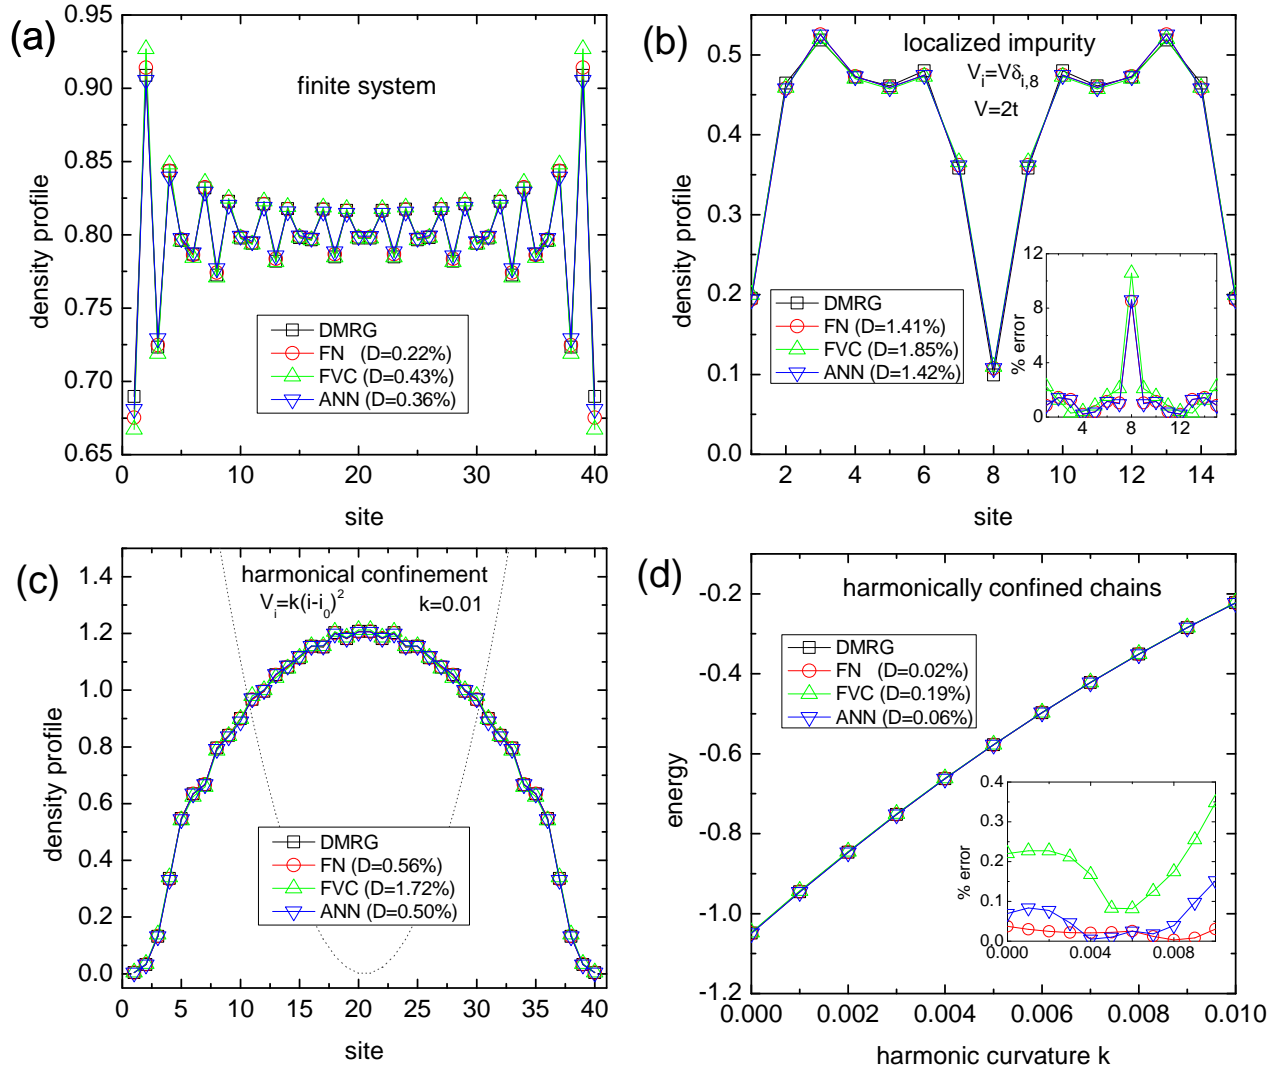 (a)
finite system
0.95
0.90
0.85
0.80
0.75
0.70
0.65
density profile
DMRG
FN (D=0.22%)
FVC (D=0.43%)
ANN (D=0.36%)
0 10 20 30 40
site
(b)
localized impurity
V_i=Vδ_{i,8}
V=2t
0.5
0.4
0.3
0.2
0.1
0.0
density profile
DMRG
FN (D=1.41%)
FVC (D=1.85%)
ANN (D=1.42%)
12
8
4
0
% error
4 8 12
2 4 6 8 10 12 14
site
(c)
harmonical confinement
V_i=k(i-i_0)^2 k=0.01
1.4
1.2
1.0
0.8
0.6
0.4
0.2
0.0
density profile
DMRG
FN (D=0.56%)
FVC (D=1.72%)
ANN (D=0.50%)
0 5 10 15 20 25 30 35 40
site
(d)
harmonically confined chains
-0.2
-0.4
-0.6
-0.8
-1.0
-1.2
energy
DMRG
FN (D=0.02%)
FVC (D=0.19%)
ANN (D=0.06%)
0.4
0.3
0.2
0.1
0.0
% error
0.000 0.004 0.008
0.000 0.002 0.004 0.006 0.008 0.010
harmonic curvature k